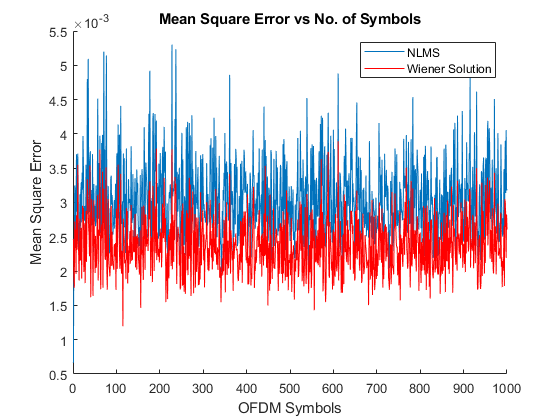 Mean Square Error vs No. of Symbols
×10⁻³
5.5
5
4.5
4
3.5
3
2.5
2
1.5
1
0.5
Mean Square Error
NLMS
Wiener Solution
0 100 200 300 400 500 600 700 800 900 1000
OFDM Symbols